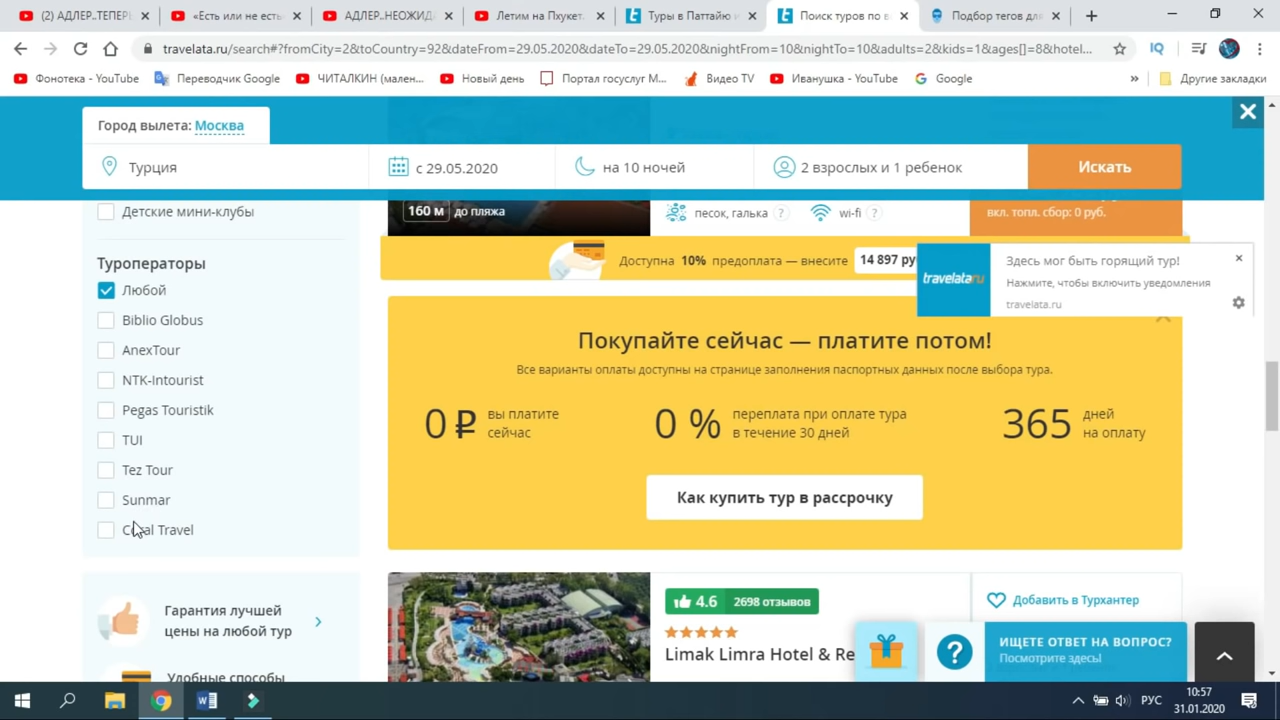 (2) АДЛЕР..ТЕПЕРЬ
«Есть или не есть
АДЛЕР..НЕОЖИДА
Летим на Пхукет.
Туры в Паттайю и
Поиск туров по в
Подбор тегов для
travelata.ru/search#?fromCity=2&toCountry=92&dateFrom=29.05.2020&dateTo=29.05.2020&nightFrom=10&nightTo=10&adults=2&kids=1&ages[]=8&hotel...
IQ
Фонотека - YouTube
Переводчик Google
ЧИТАЛКИН (мален...
Новый день
Портал госуслуг М...
Видео TV
Иванушка - YouTube
Google
»
Другие закладки
Город вылета: Москва
Турция
с 29.05.2020
на 10 ночей
2 взрослых и 1 ребенок
Искать
Детские мини-клубы
160 м до пляжа
песок, галька ?
wi-fi ?
вкл. топл. сбор: 0 руб.
Туроператоры
Любой
Biblio Globus
AnexTour
NTK-Intourist
Pegas Touristik
TUI
Tez Tour
Sunmar
Coral Travel
Доступна 10% предоплата — внесите 14 897 ру
travelata.ru
Здесь мог быть горящий тур!
Нажмите, чтобы включить уведомления
travelata.ru
Покупайте сейчас — платите потом!
Все варианты оплаты доступны на странице заполнения паспортных данных после выбора тура.
0 ₽ вы платите сейчас
0 % переплата при оплате тура в течение 30 дней
365 дней на оплату
Как купить тур в рассрочку
Гарантия лучшей
цены на любой тур
Удобные способы
4.6 2698 отзывов
Limak Limra Hotel & Re
Добавить в Турхантер
?
ИЩЕТЕ ОТВЕТ НА ВОПРОС?
Посмотрите здесь!
РУС
10:57
31.01.2020